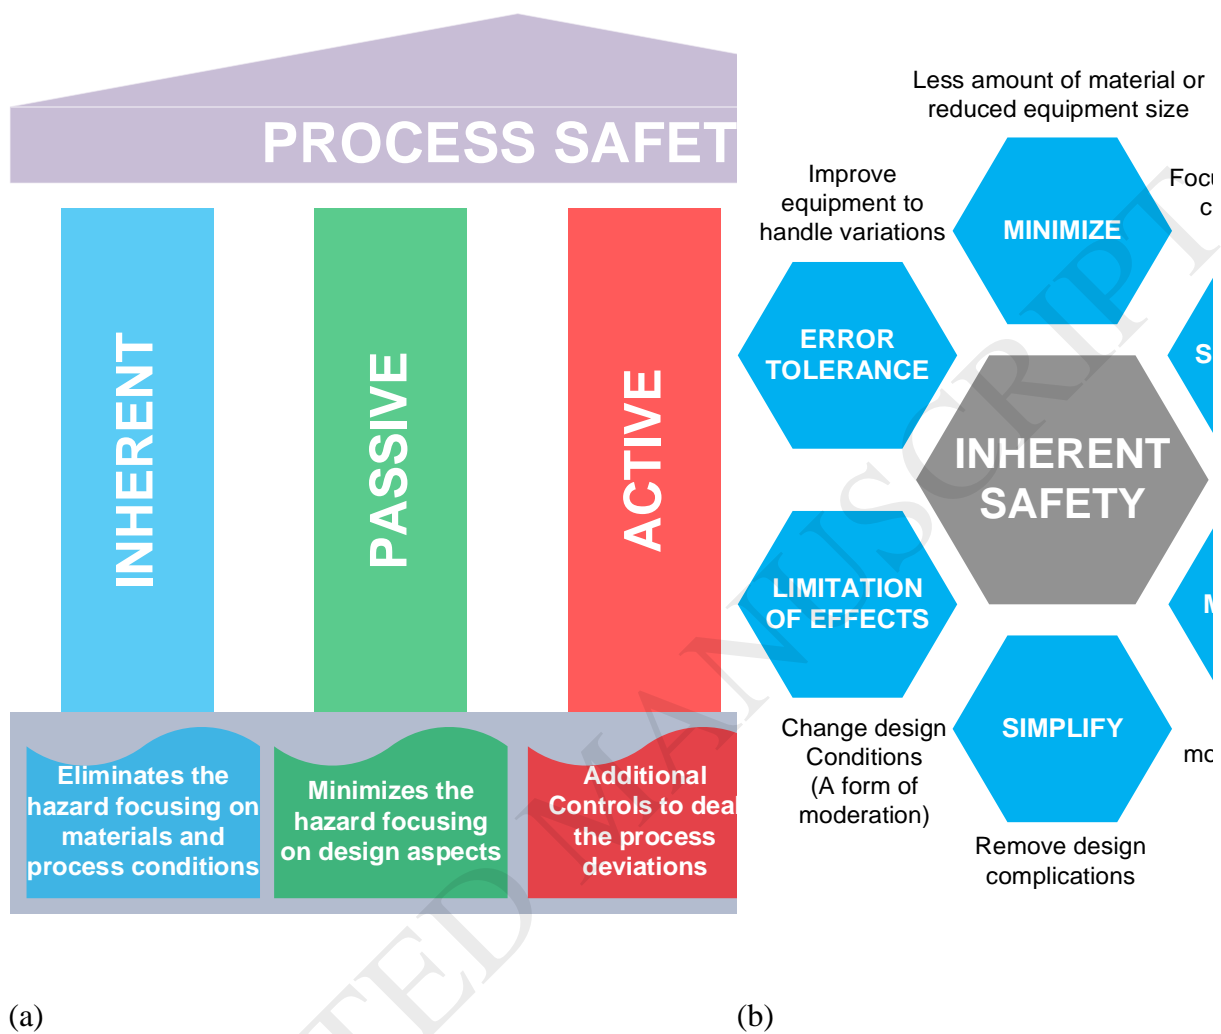 PROCESS SAFET
INHERENT
PASSIVE
ACTIVE
Eliminates the
hazard focusing on
materials and
process conditions
Minimizes the
hazard focusing
on design aspects
Additional
Controls to deal
the process
deviations
(a)
Less amount of material or
reduced equipment size
MINIMIZE
Improve
equipment to
handle variations
ERROR
TOLERANCE
INHERENT
SAFETY
LIMITATION
OF EFFECTS
Change design
Conditions
(A form of
moderation)
SIMPLIFY
Remove design
complications
(b)
TED MANUSCRIPT